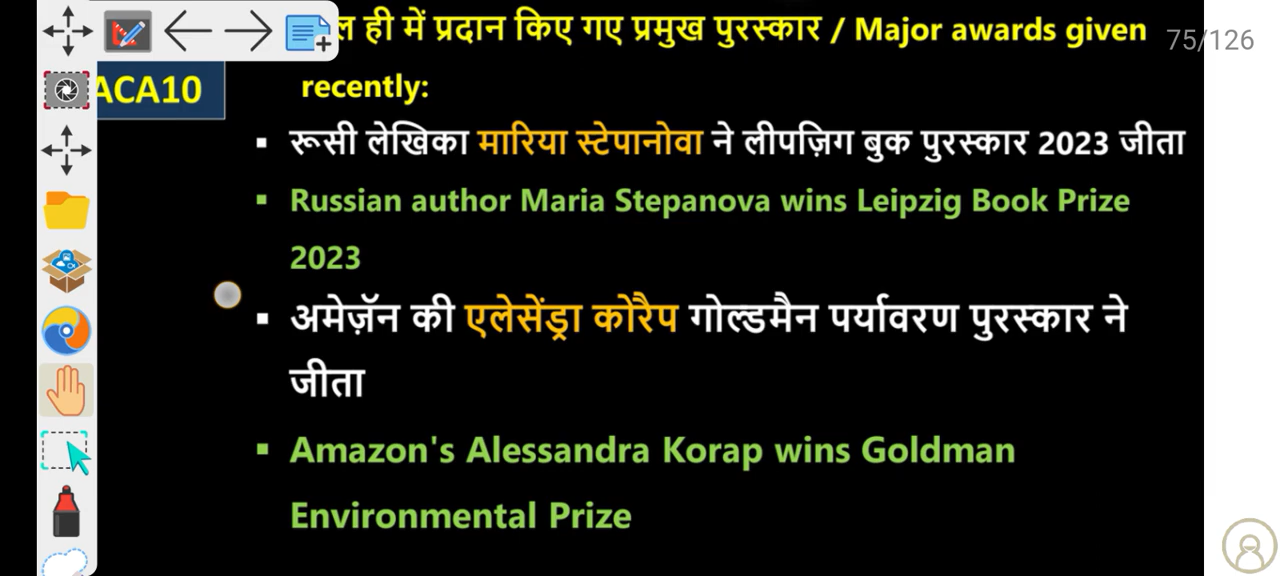 ल ही में प्रदान किए गए प्रमुख पुरस्कार / Major awards given
75/126
recently:
ACA10
▪ रूसी लेखिका मारिया स्टेपानोवा ने लीपज़िग बुक पुरस्कार 2023 जीता
▪ Russian author Maria Stepanova wins Leipzig Book Prize
2023
▪ अमेज़ॅन की एलेसेंड्रा कोरैप गोल्डमैन पर्यावरण पुरस्कार ने
जीता
▪ Amazon's Alessandra Korap wins Goldman
Environmental Prize